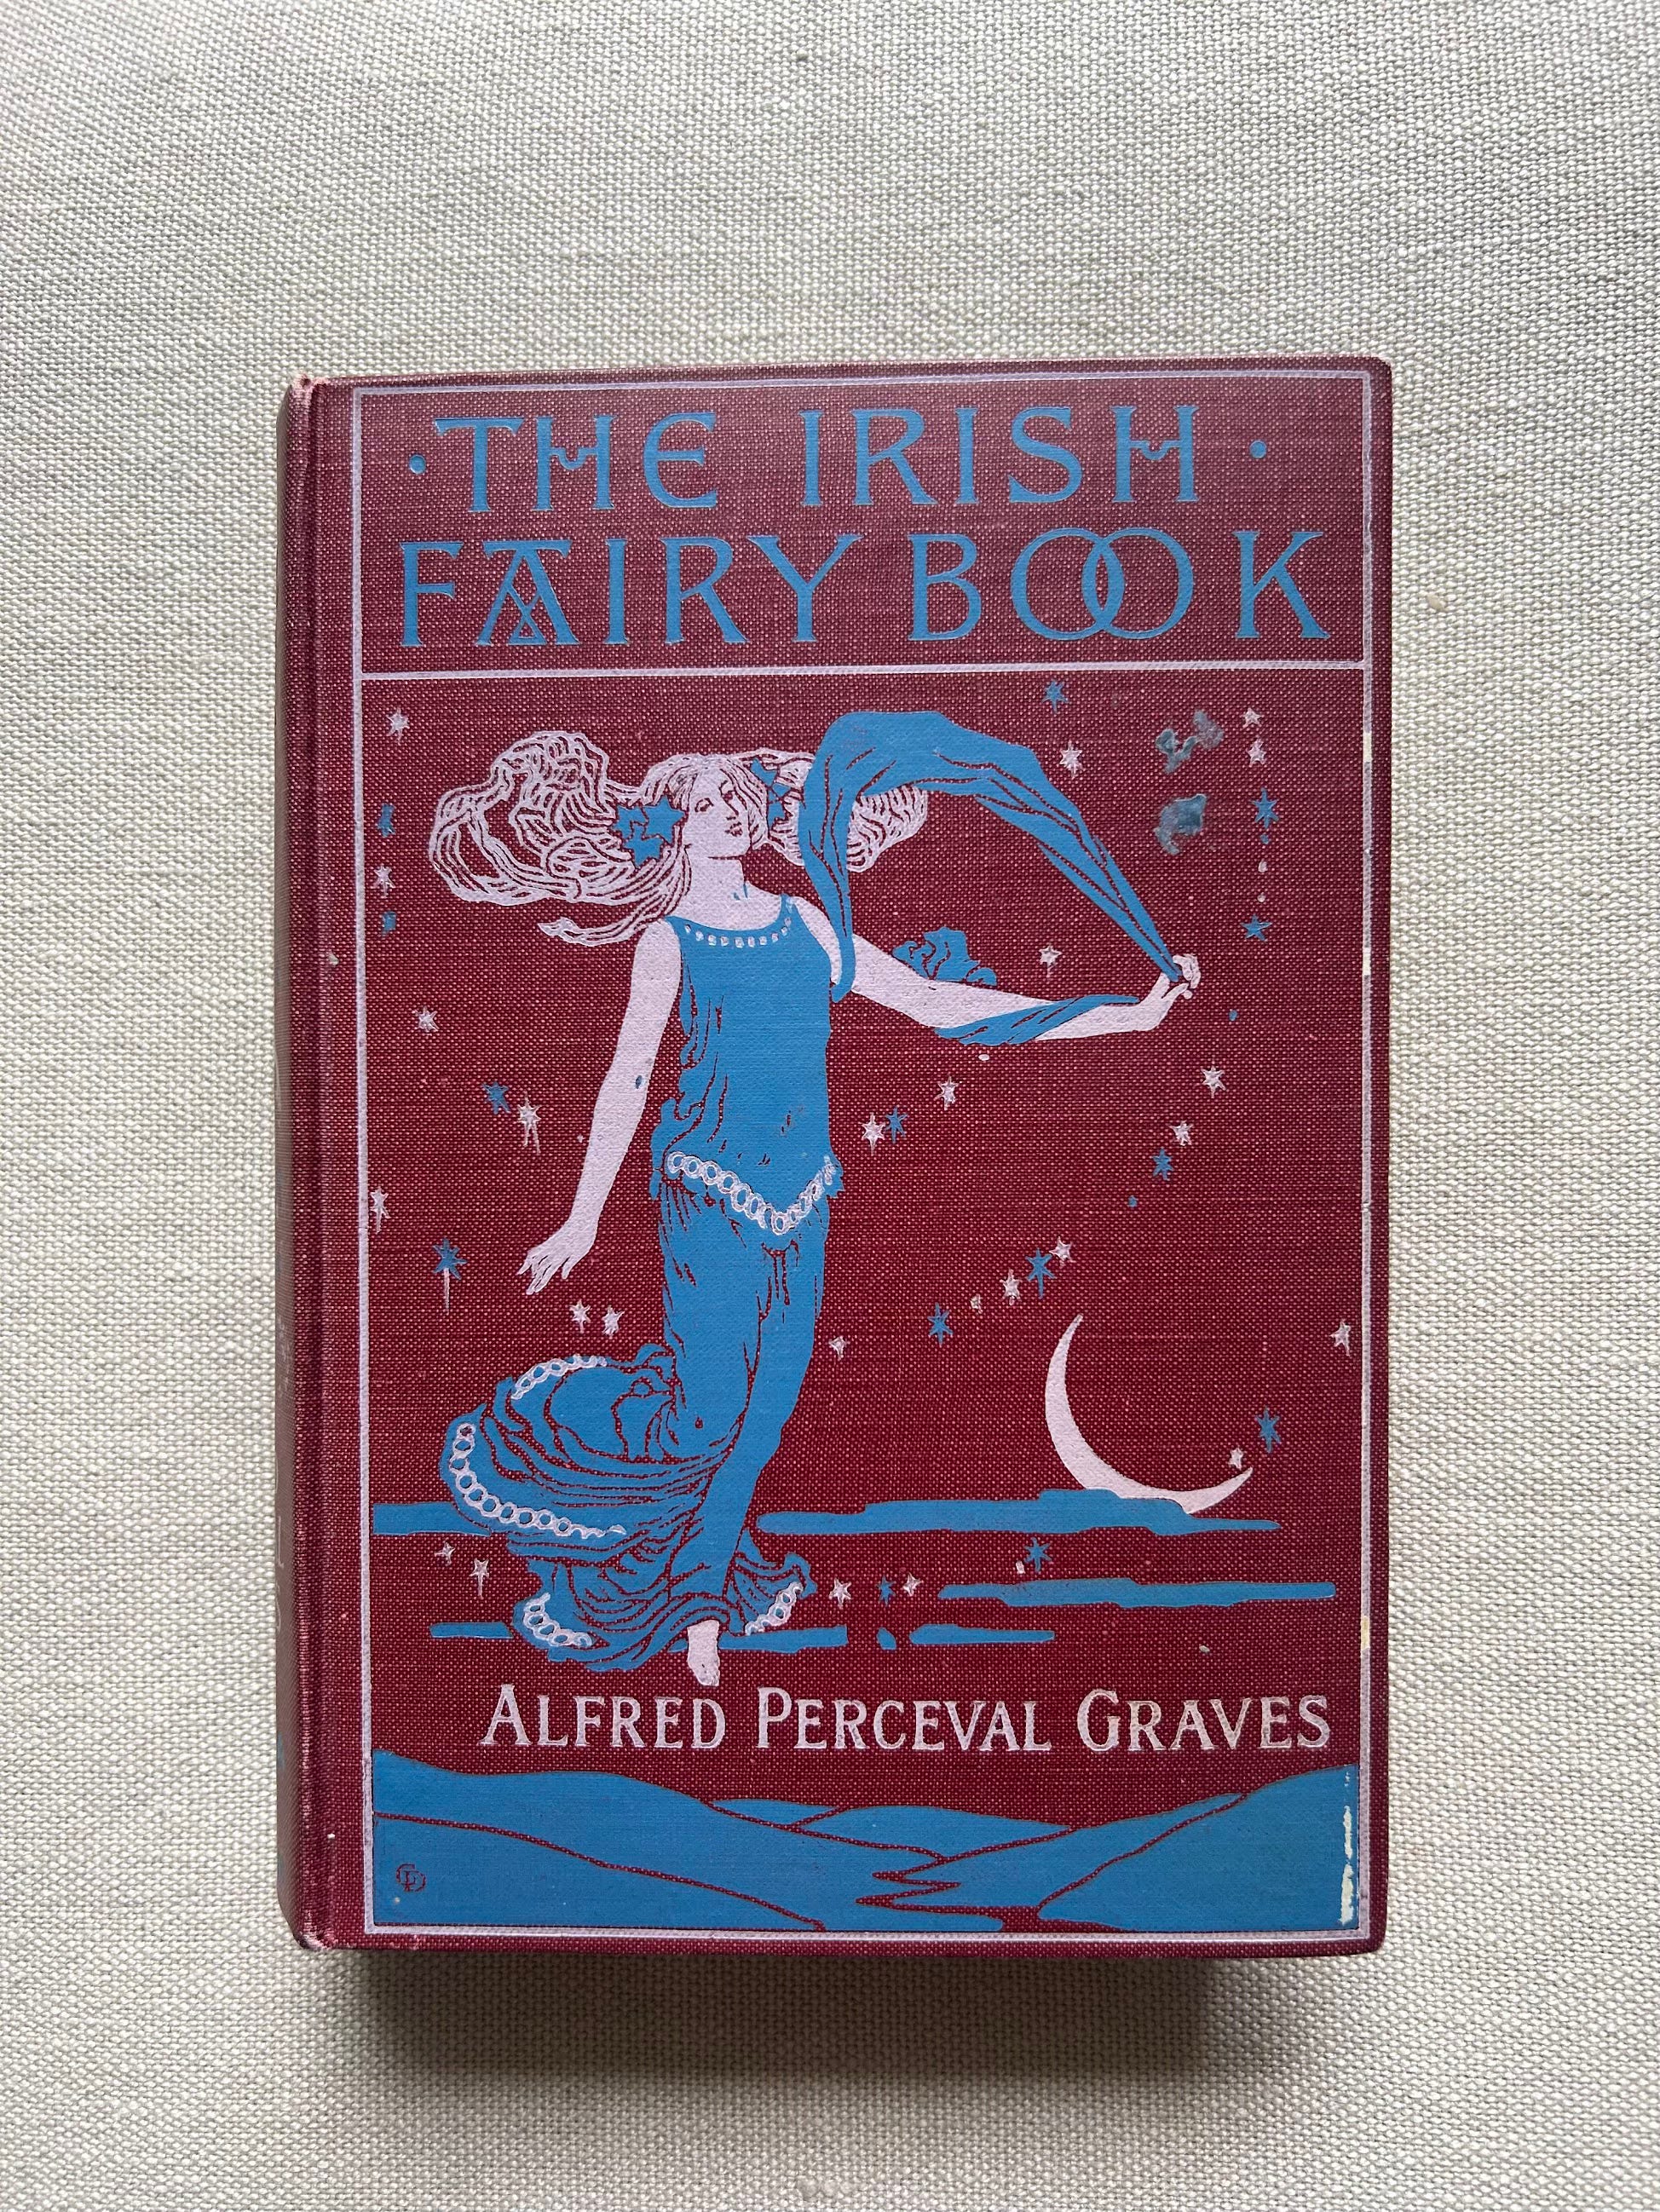 · THE IRISH ·
FAIRY BOOK
ALFRED PERCEVAL GRAVES